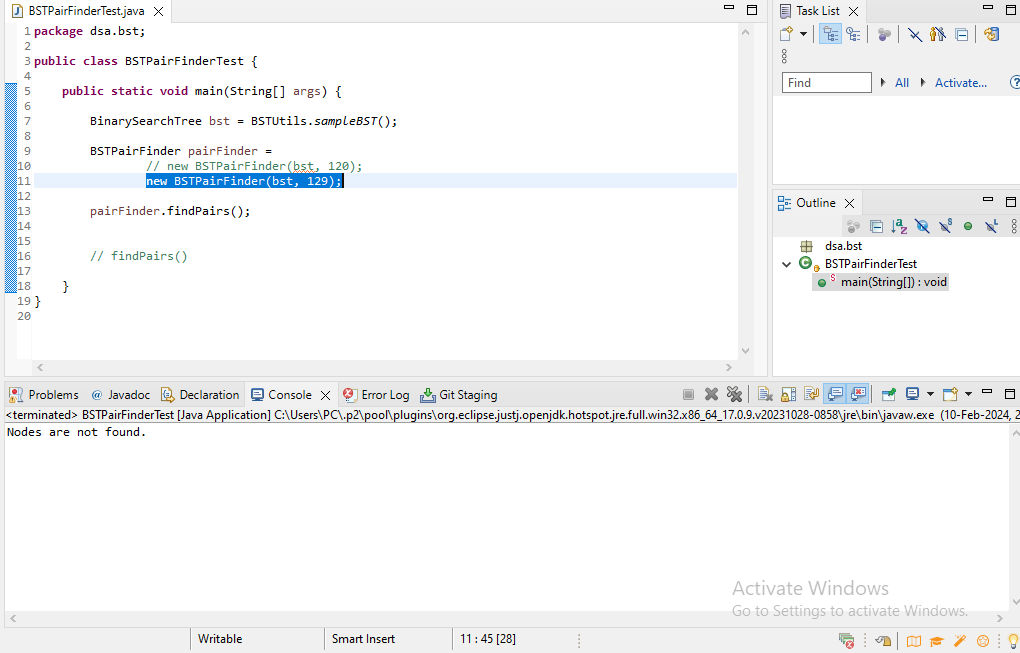 BSTPairFinderTest.java
1 package dsa.bst;
2
3 public class BSTPairFinderTest {
4
5 public static void main(String[] args) {
6
7 BinarySearchTree bst = BSTUtils.sampleBST();
8
9 BSTPairFinder pairFinder =
10 // new BSTPairFinder(bst, 120);
11 new BSTPairFinder(bst, 129);
12
13 pairFinder.findPairs();
14
15
16 // findPairs()
17
18 }
19 }
20
Task List
Find
All
Activate...
Outline
dsa.bst
BSTPairFinderTest
main(String[]) : void
Problems @ Javadoc Declaration Console Error Log Git Staging
<terminated> BSTPairFinderTest [Java Application] C:\Users\PC\.p2\pool\plugins\org.eclipse.justj.openjdk.hotspot.jre.full.win32.x86_64_17.0.9.v20231028-0858\jre\bin\javaw.exe (10-Feb-2024, 2
Nodes are not found.
Activate Windows
Go to Settings to activate Windows.
Writable
Smart Insert
11 : 45 [28]